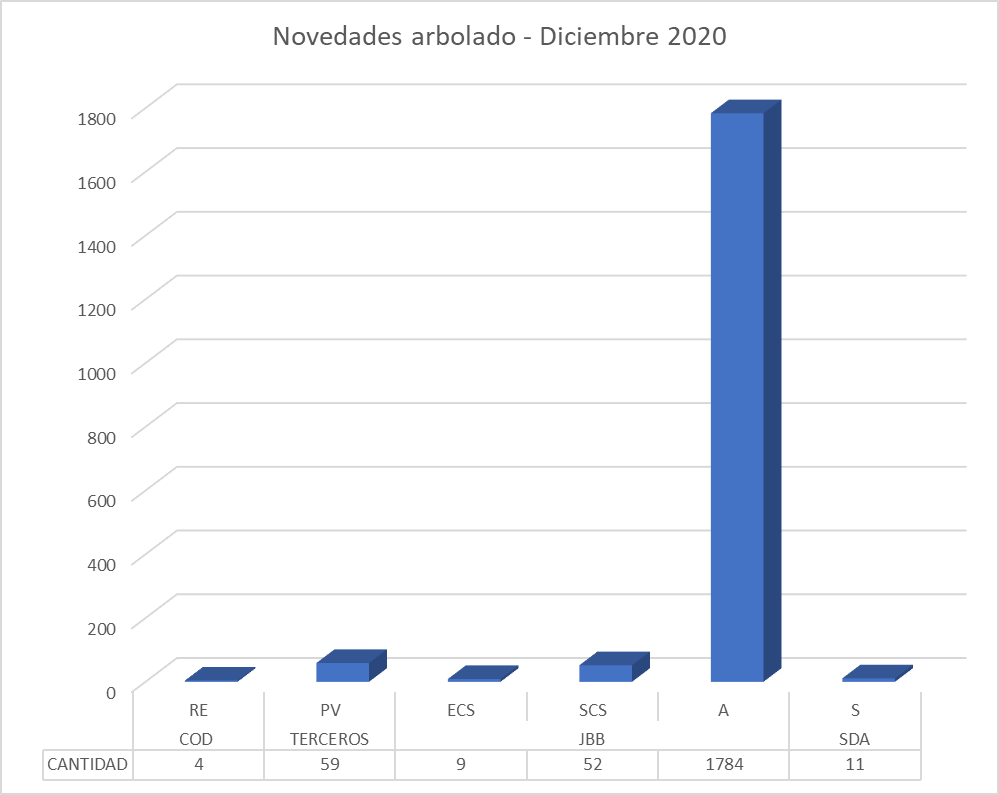 Novedades arbolado - Diciembre 2020
1800
1600
1400
1200
1000
800
600
400
200
0
RE PV ECS SCS A S
COD TERCEROS JBB SDA
CANTIDAD 4 59 9 52 1784 11